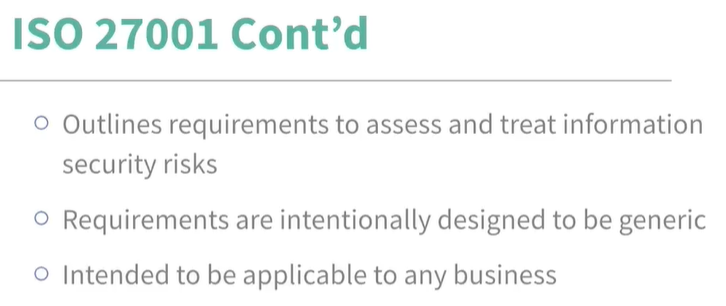 ISO 27001 Cont’d
Outlines requirements to assess and treat information
security risks
Requirements are intentionally designed to be generic
Intended to be applicable to any business